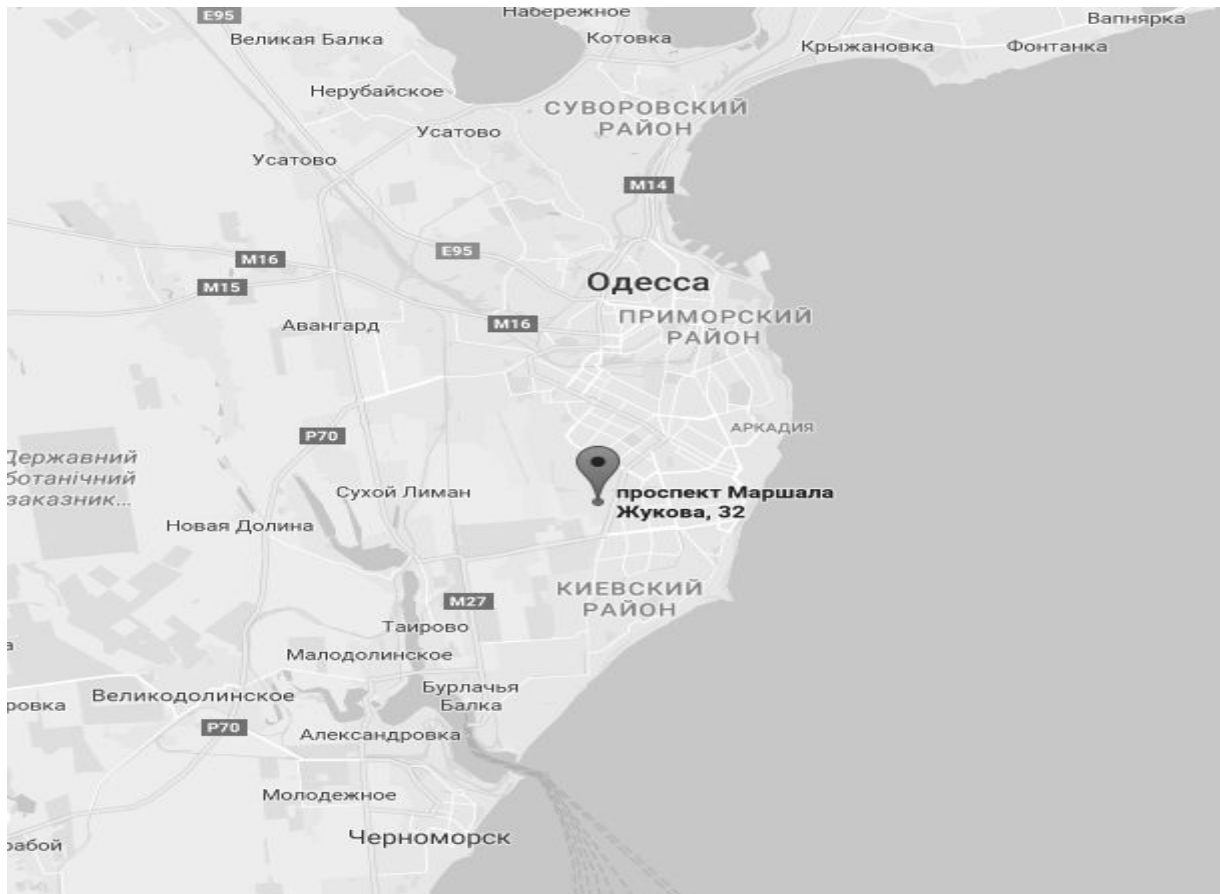 E95
Набережное
Вапнярка
Великая Балка
Котовка
Крыжановка
Фонтанка
Нерубайское
СУВОРОВСКИЙ
РАЙОН
Усатово
Усатово
M14
E95
M16
M15
Одесса
Авангард
M16
ПРИМОРСКИЙ
РАЙОН
АРКАДИЯ
P70
Державний
ботанічний
заказник...
Сухой Лиман
проспект Маршала
Жукова, 32
Новая Долина
КИЕВСКИЙ
РАЙОН
M27
Таирово
Малодолинское
Великодолинское
Бурлачья
Балка
ровка
P70
Александровка
Молодежное
Черноморск
рабой